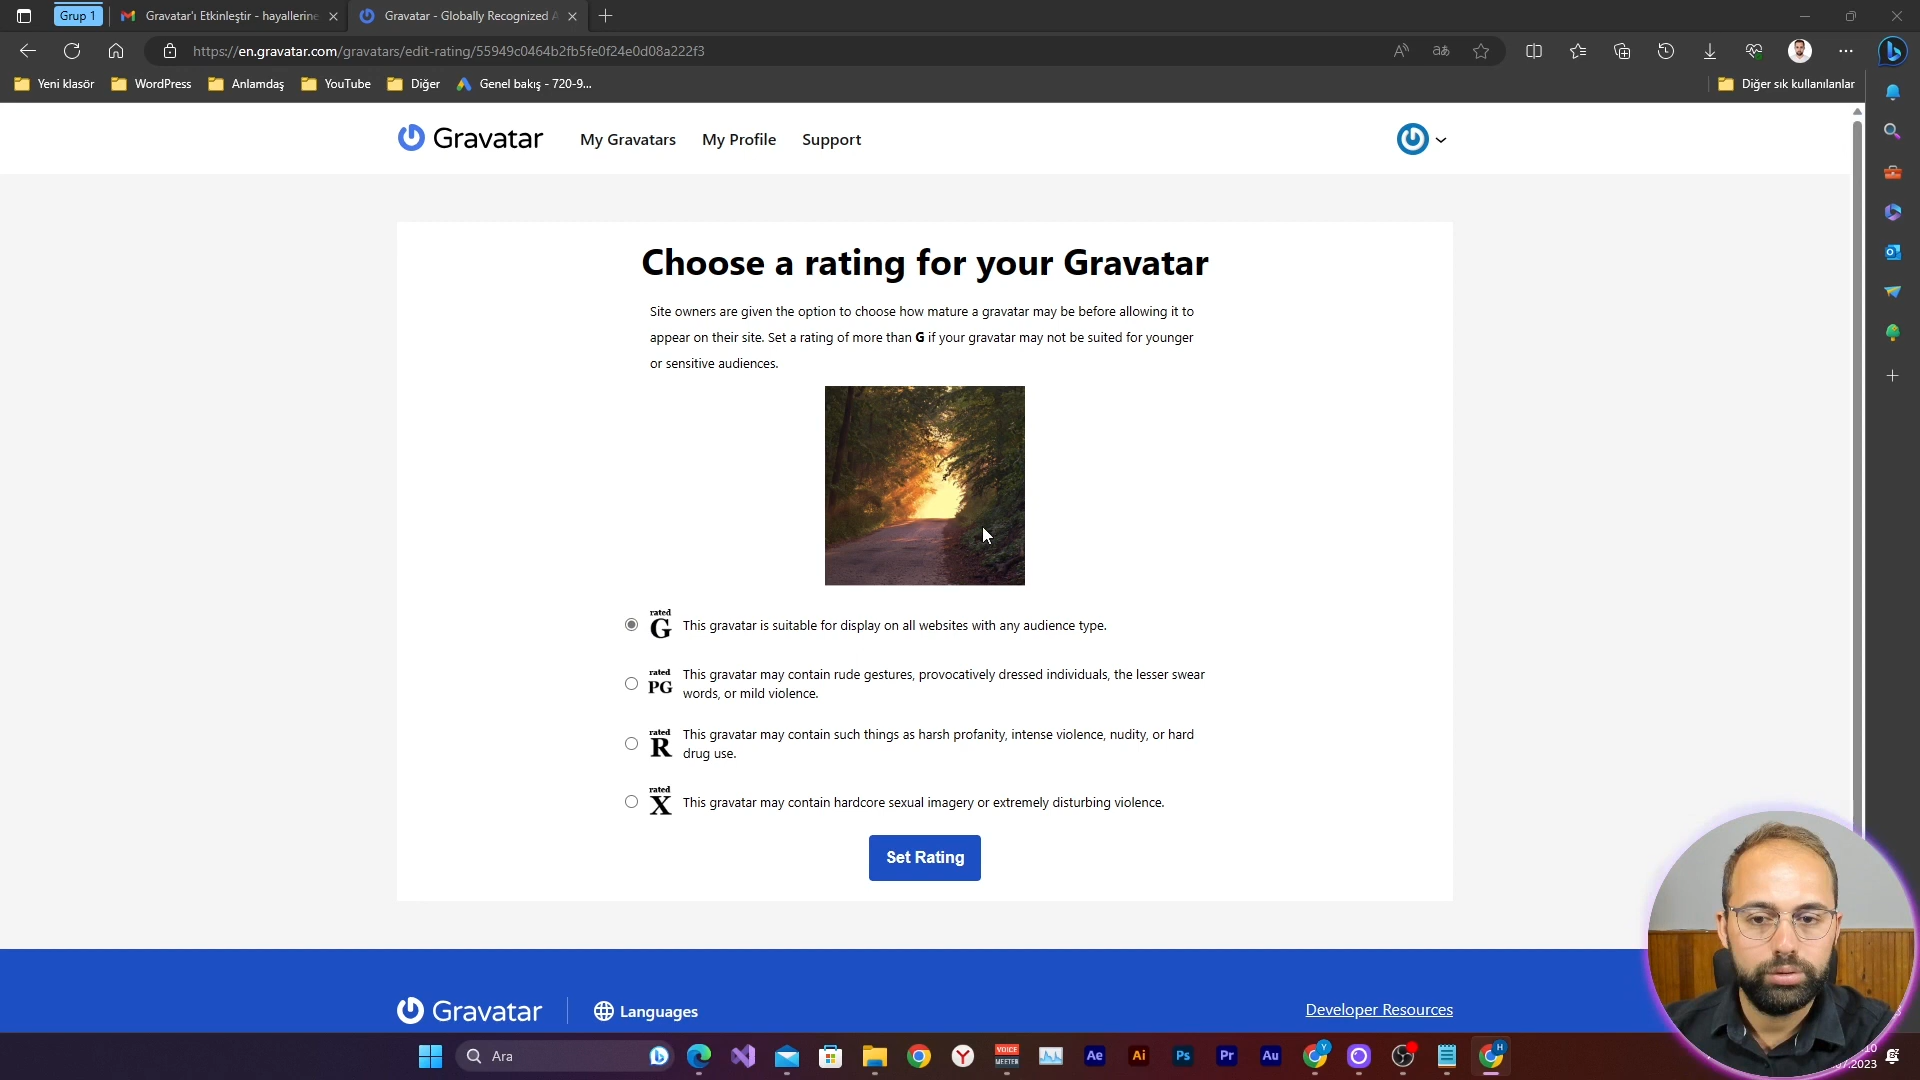 Grup 1
Gravatar'ı Etkinleştir - hayallerine
Gravatar - Globally Recognized A
https://en.gravatar.com/gravatars/edit-rating/55949c0464b2fb5fe0f24e0d08a222f3
Yeni klasör
WordPress
Anlamdaş
YouTube
Diğer
Genel bakış - 720-9...
Diğer sık kullanılanlar
Gravatar
My Gravatars
My Profile
Support
Choose a rating for your Gravatar
Site owners are given the option to choose how mature a gravatar may be before allowing it to
appear on their site. Set a rating of more than G if your gravatar may not be suited for younger
or sensitive audiences.
rated
G
This gravatar is suitable for display on all websites with any audience type.
rated
PG
This gravatar may contain rude gestures, provocatively dressed individuals, the lesser swear
words, or mild violence.
rated
R
This gravatar may contain such things as harsh profanity, intense violence, nudity, or hard
drug use.
rated
X
This gravatar may contain hardcore sexual imagery or extremely disturbing violence.
Set Rating
Gravatar
Languages
Developer Resources
Ara
VOICE
MEETER
Ae
Ai
Ps
Pr
Au
Y
H